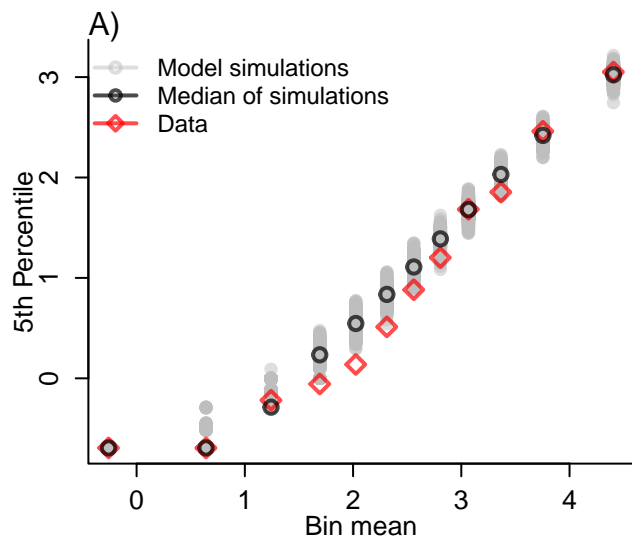 A)
Model simulations
Median of simulations
Data
5th Percentile
3
2
1
0
0 1 2 3 4
Bin mean